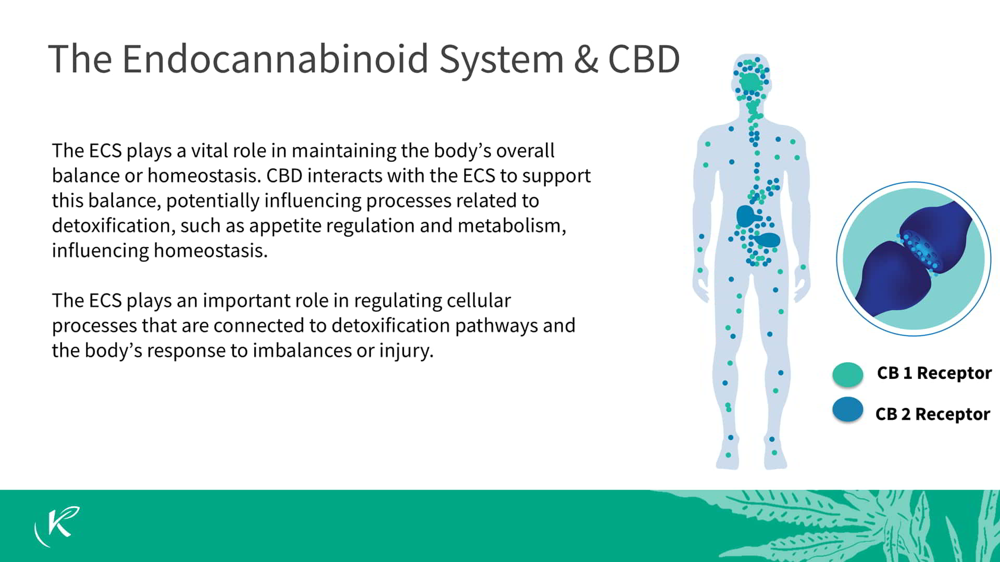 The Endocannabinoid System & CBD
The ECS plays a vital role in maintaining the body’s overall
balance or homeostasis. CBD interacts with the ECS to support
this balance, potentially influencing processes related to
detoxification, such as appetite regulation and metabolism,
influencing homeostasis.
The ECS plays an important role in regulating cellular
processes that are connected to detoxification pathways and
the body’s response to imbalances or injury.
CB 1 Receptor
CB 2 Receptor
K